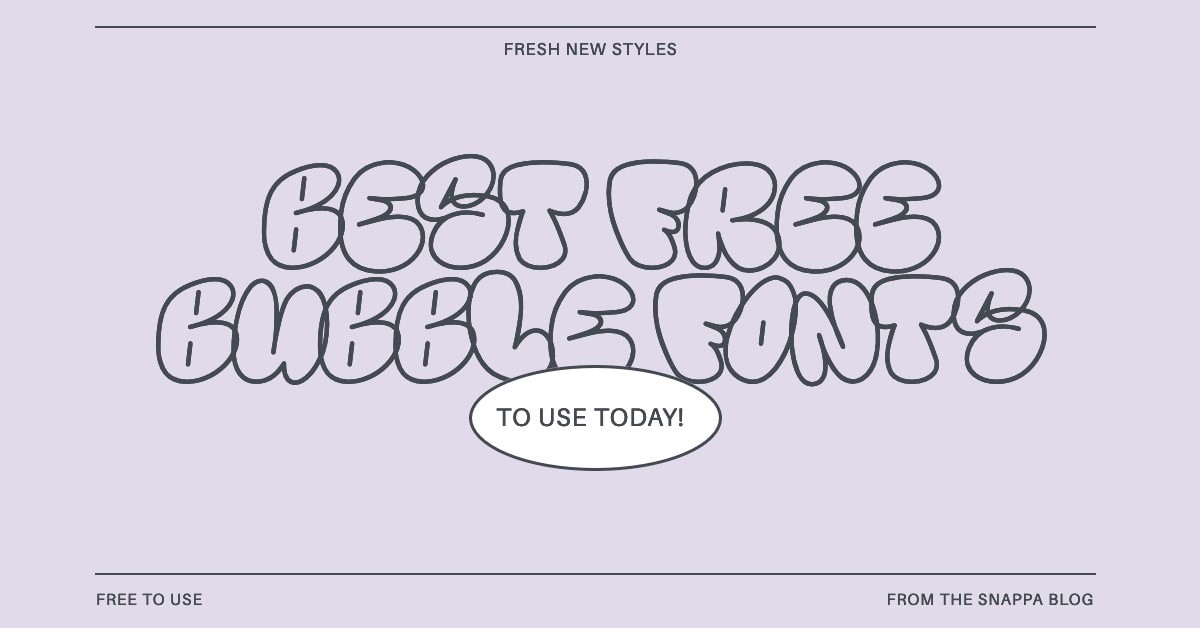 FRESH NEW STYLES
BEST FREE
BUBBLE FONTS
TO USE TODAY!
FREE TO USE
FROM THE SNAPPA BLOG